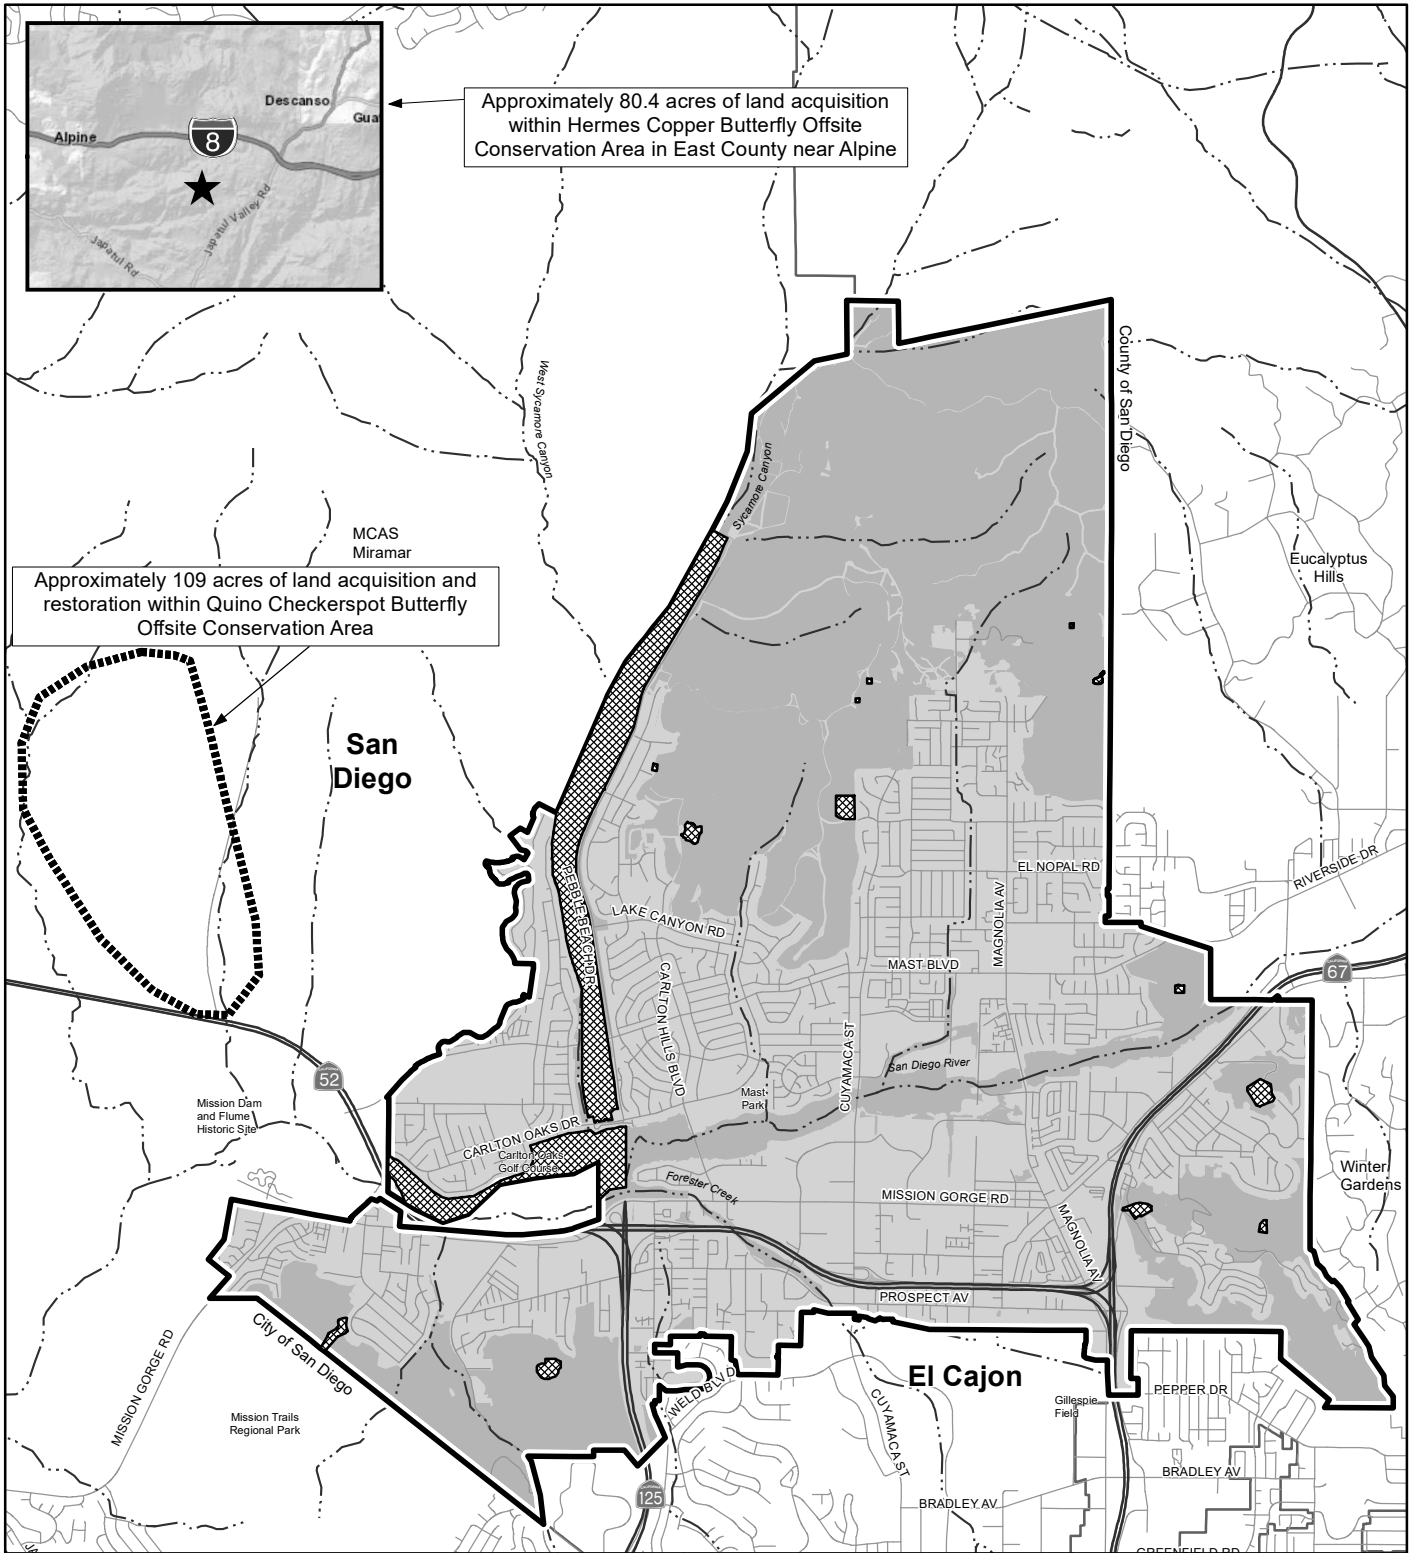 Descanso
Alpine
8
Japatul Valley Rd
Japatul Rd
Approximately 80.4 acres of land acquisition
within Hermes Copper Butterfly Offsite
Conservation Area in East County near Alpine
County of San Diego
West Sycamore Canyon
Sycamore Canyon
MCAS
Miramar
Eucalyptus
Hills
Approximately 109 acres of land acquisition and
restoration within Quino Checkerspot Butterfly
Offsite Conservation Area
San
Diego
EL NOPAL RD
RIVERSIDE DR
PEBBLE BEACH DR
LAKE CANYON RD
MAGNOLIA AV
MAST BLVD
67
CARLTON HILLS BLVD
CUYAMACA ST
San Diego River
52
Mast
Park
Mission Dam
and Flume
Historic Site
CARLTON OAKS DR
Carlton Oaks
Golf Course
Forester Creek
MISSION GORGE RD
Winter
Gardens
MAGNOLIA AV
PROSPECT AV
City of San Diego
MISSION GORGE RD
El Cajon
WELD BLVD
CUYAMACA ST
Gillespie
Field
PEPPER DR
Mission Trails
Regional Park
BRADLEY AV
125
BRADLEY AV
GREENFIELD RD